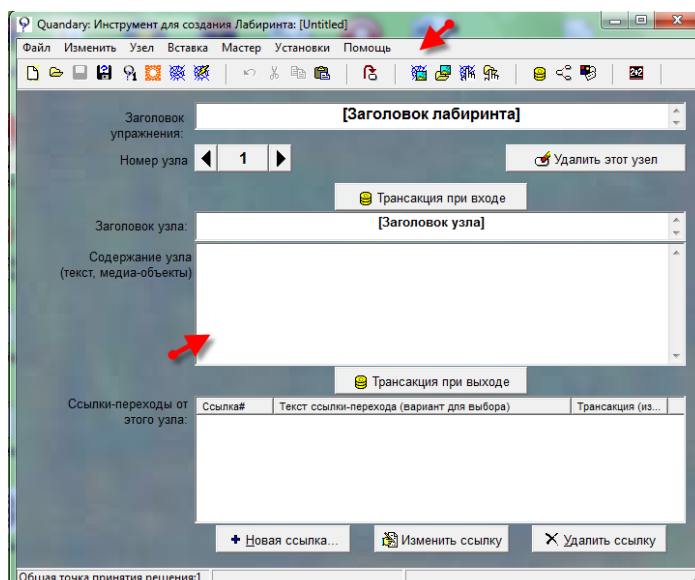 Quandary: Инструмент для создания Лабиринта: [Untitled]
Файл Изменить Узел Вставка Мастер Установки Помощь
Заголовок упражнения:
[Заголовок лабиринта]
Номер узла
1
Удалить этот узел
Трансакция при входе
Заголовок узла:
[Заголовок узла]
Содержание узла
(текст, медиа-объекты)
Трансакция при выходе
Ссылки-переходы от
этого узла:
Ссылка# Текст ссылки-перехода (вариант для выбора) Трансакция (из...
Новая ссылка... Изменить ссылку Удалить ссылку
Общая точка принятия решения:1